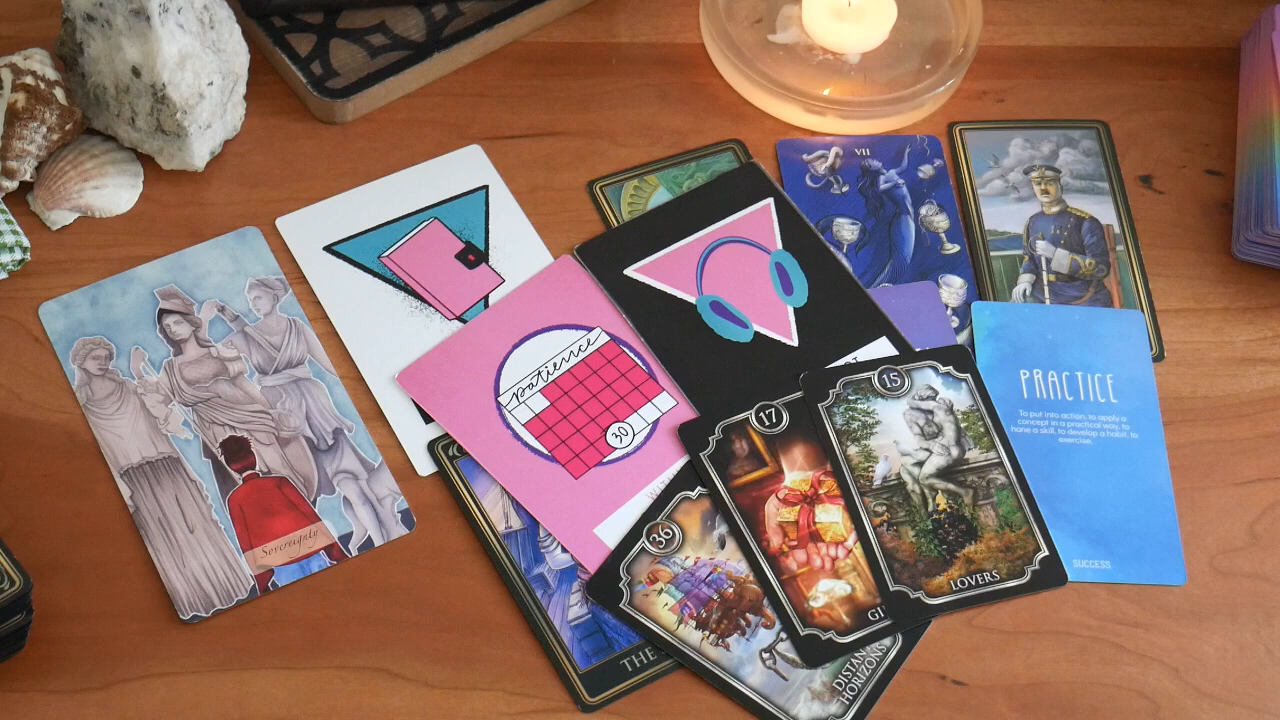 VII
patience
30
Sovereignty
15
LOVERS
17
36
DISTANT
HORIZONS
THE
PRACTICE
To put into action, to apply a
concept in a practical way, to
hone a skill, to develop a habit, to
exercise.
SUCCESS